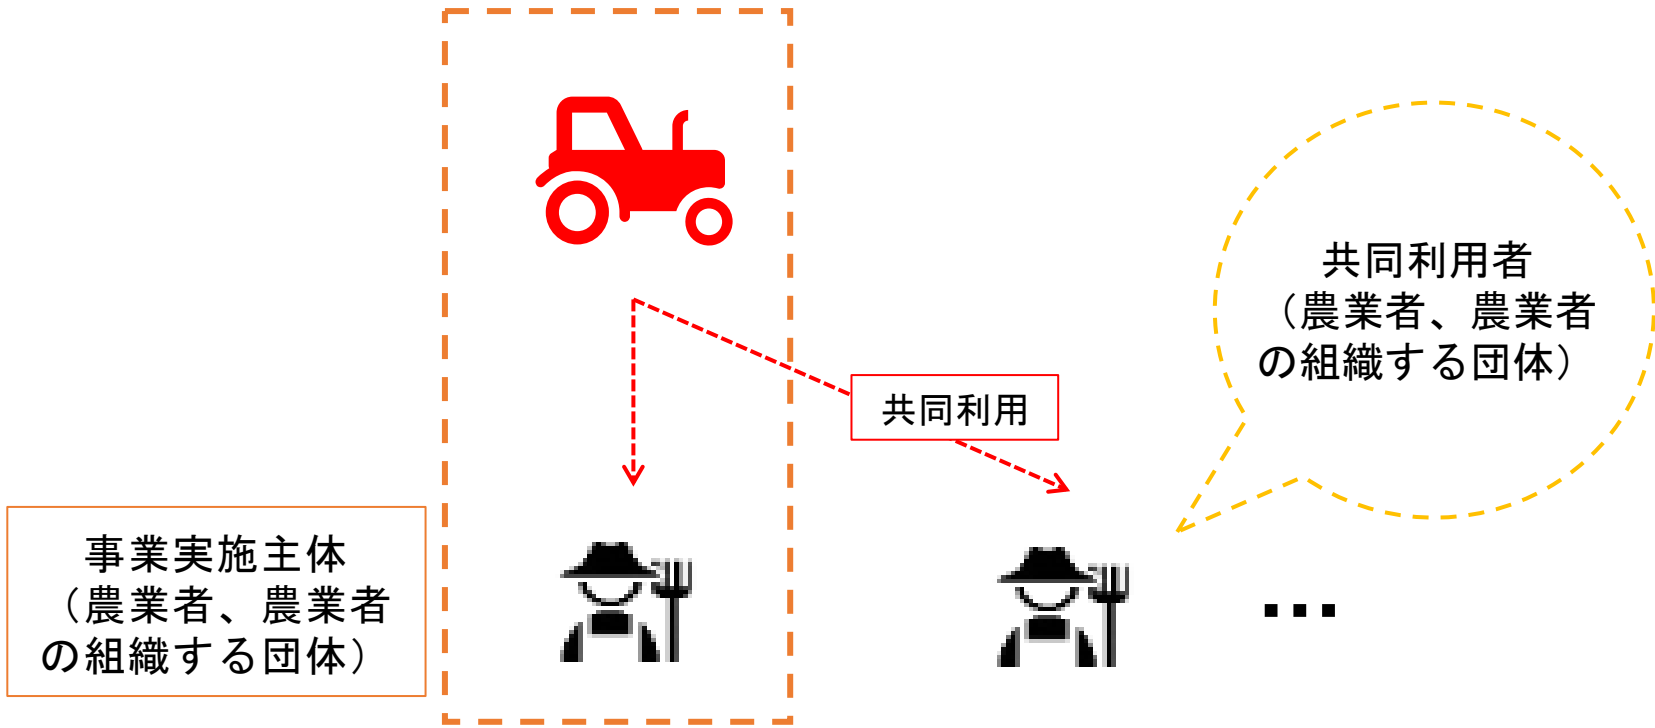 共同利用者
（農業者、農業者
の組織する団体）
共同利用
事業実施主体
（農業者、農業者
の組織する団体）
…